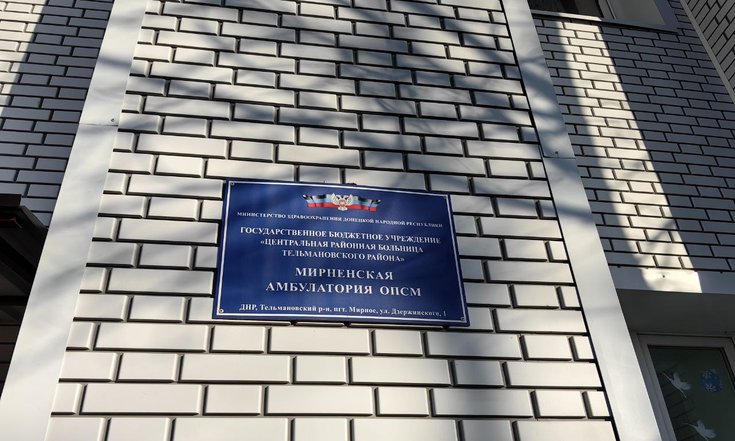 МИНИСТЕРСТВО ЗДРАВООХРАНЕНИЯ ДОНЕЦКОЙ НАРОДНОЙ РЕСПУБЛИКИ
ГОСУДАРСТВЕННОЕ БЮДЖЕТНОЕ УЧРЕЖДЕНИЕ
«ЦЕНТРАЛЬНАЯ РАЙОННАЯ БОЛЬНИЦА
ТЕЛЬМАНОВСКОГО РАЙОНА»
МИРНЕНСКАЯ
АМБУЛАТОРИЯ ОПСМ
ДНР, Тельмановский р-н, пгт. Мирное, ул. Дзержинского, 1